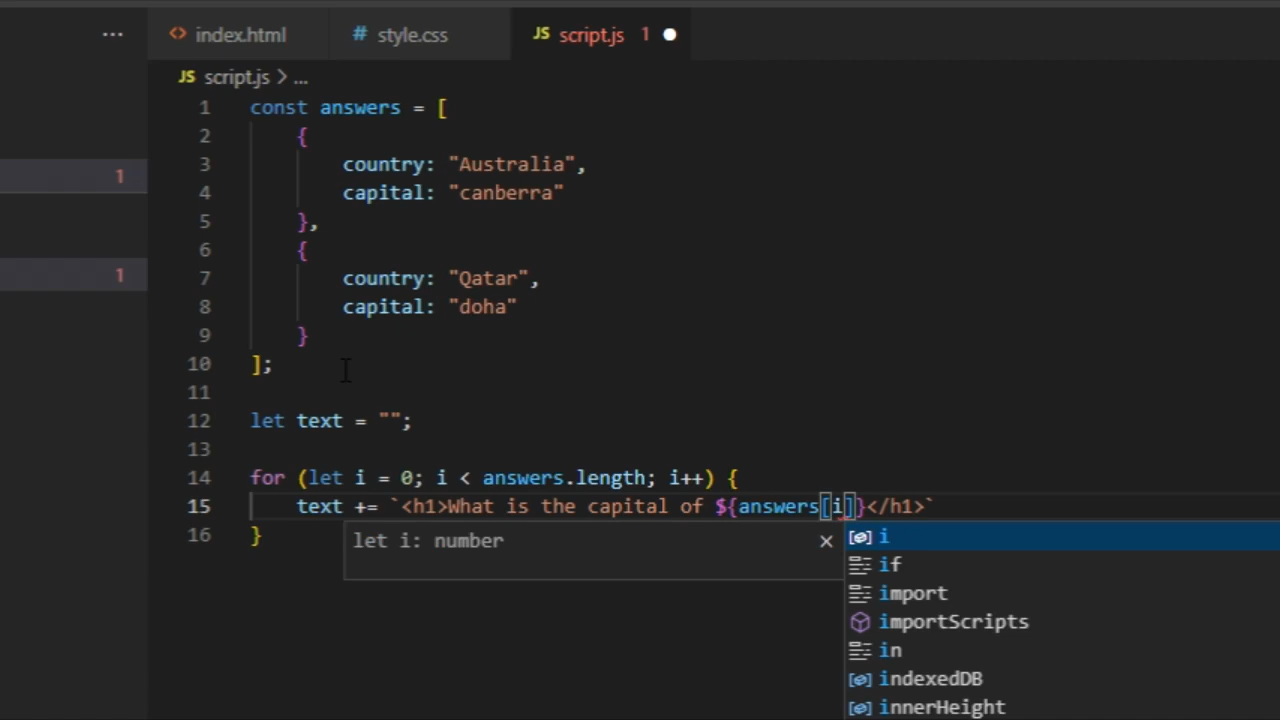 ...
index.html
# style.css
JS script.js 1
JS script.js > ...
1
1
1 const answers = [
2 {
3 country: "Australia",
4 capital: "canberra"
5 },
6 {
7 country: "Qatar",
8 capital: "doha"
9 }
10 ];
11
12 let text = "";
13
14 for (let i = 0; i < answers.length; i++) {
15 text += `<h1>What is the capital of ${answers[i]}</h1>`
16 }
let i: number
i
if
import
importScripts
in
indexedDB
innerHeight